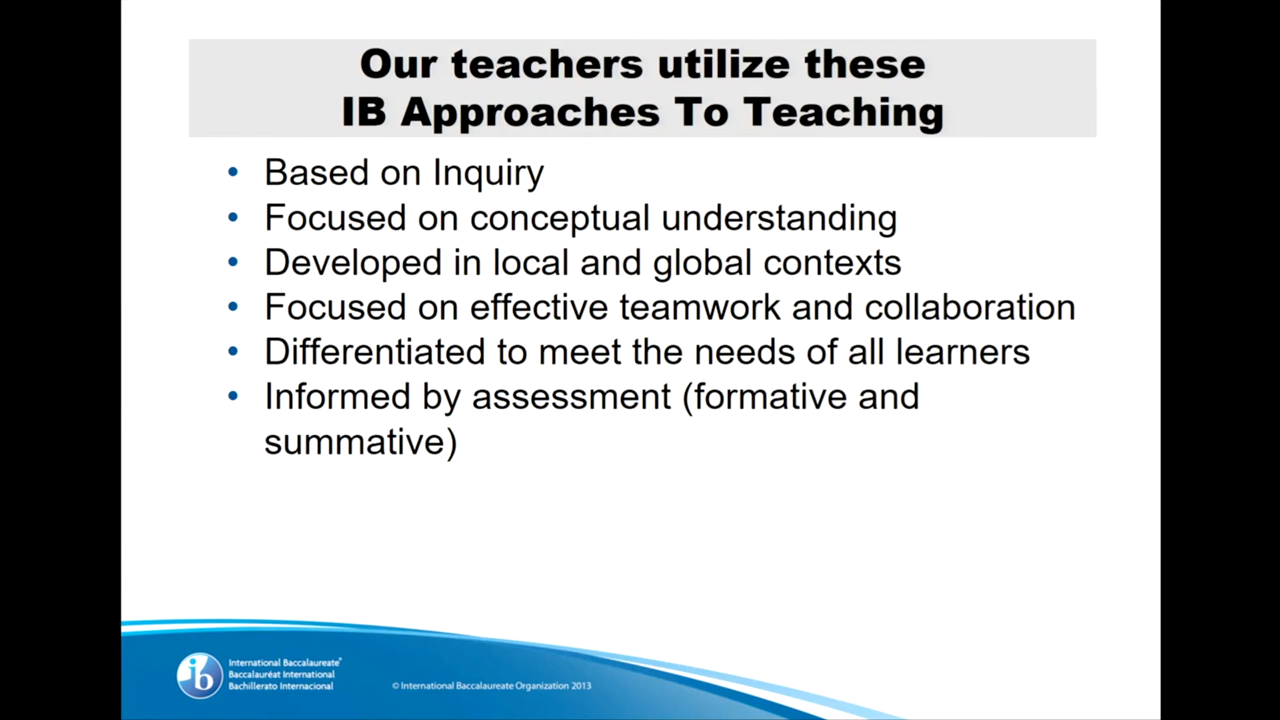 Our teachers utilize these
IB Approaches To Teaching
• Based on Inquiry
• Focused on conceptual understanding
• Developed in local and global contexts
• Focused on effective teamwork and collaboration
• Differentiated to meet the needs of all learners
• Informed by assessment (formative and
summative)
ib
International Baccalaureate®
Baccalauréat International
Bachillerato Internacional
© International Baccalaureate Organization 2013